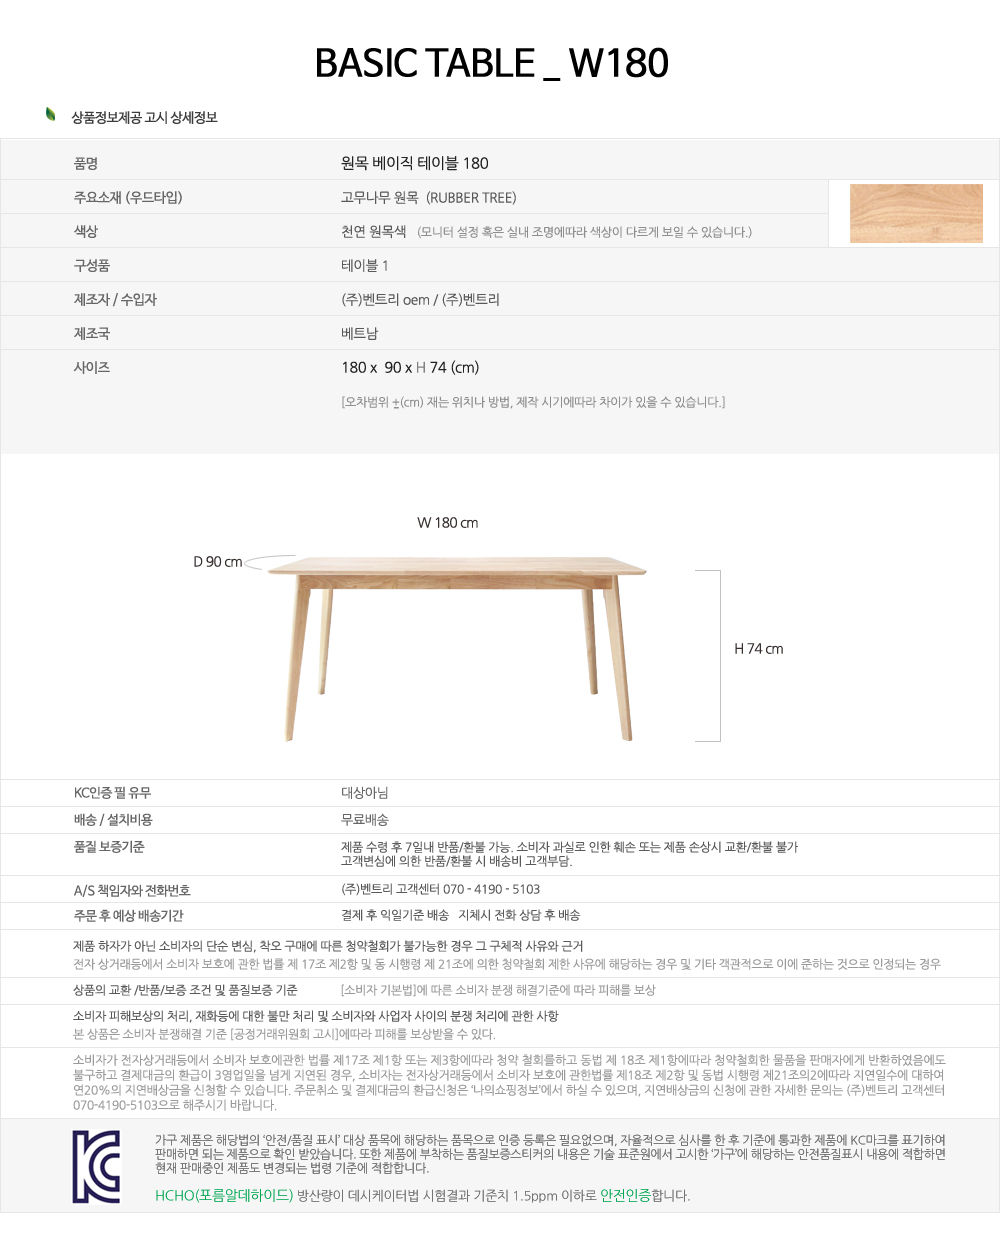 BASIC TABLE _ W180
상품정보제공 고시 상세정보
품명 원목 베이직 테이블 180
주요소재 (우드타입) 고무나무 원목 (RUBBER TREE)
색상 천연 원목색 (모니터 설정 혹은 실내 조명에따라 색상이 다르게 보일 수 있습니다.)
구성품 테이블 1
제조자 / 수입자 (주)벤트리 oem / (주)벤트리
제조국 베트남
사이즈 180 x 90 x H 74 (cm)
[오차범위 ±(cm) 재는 위치나 방법, 제작 시기에따라 차이가 있을 수 있습니다.]
W 180 cm
D 90 cm
H 74 cm
KC인증 필 유무 대상아님
배송 / 설치비용 무료배송
품질 보증기준 제품 수령 후 7일내 반품/환불 가능. 소비자 과실로 인한 훼손 또는 제품 손상시 교환/환불 불가
고객변심에 의한 반품/환불 시 배송비 고객부담.
A/S 책임자와 전화번호 (주)벤트리 고객센터 070 - 4190 - 5103
주문 후 예상 배송기간 결제 후 익일기준 배송 지체시 전화 상담 후 배송
제품 하자가 아닌 소비자의 단순 변심, 착오 구매에 따른 청약철회가 불가능한 경우 그 구체적 사유와 근거
전자 상거래등에서 소비자 보호에 관한 법률 제 17조 제2항 및 동 시행령 제 21조에 의한 청약철회 제한 사유에 해당하는 경우 및 기타 객관적으로 이에 준하는 것으로 인정되는 경우
상품의 교환 /반품/보증 조건 및 품질보증 기준 [소비자 기본법]에 따른 소비자 분쟁 해결기준에 따라 피해를 보상
소비자 피해보상의 처리, 재화등에 대한 불만 처리 및 소비자와 사업자 사이의 분쟁 처리에 관한 사항
본 상품은 소비자 분쟁해결 기준 [공정거래위원회 고시]에따라 피해를 보상받을 수 있다.
소비자가 전자상거래등에서 소비자 보호에관한 법률 제17조 제1항 또는 제3항에따라 청약 철회를하고 동법 제 18조 제1항에따라 청약철회한 물품을 판매자에게 반환하였음에도
불구하고 결제대금의 환급이 3영업일을 넘게 지연된 경우, 소비자는 전자상거래등에서 소비자 보호에 관한법률 제18조 제2항 및 동법 시행령 제21조의2에따라 지연일수에 대하여
연20%의 지연배상금을 신청할 수 있습니다. 주문취소 및 결제대금의 환급신청은 '나의쇼핑정보'에서 하실 수 있으며, 지연배상금의 신청에 관한 자세한 문의는 (주)벤트리 고객센터
070-4190-5103으로 해주시기 바랍니다.
KC
가구 제품은 해당법의 '안전/품질 표시' 대상 품목에 해당하는 품목으로 인증 등록은 필요없으며, 자율적으로 심사를 한 후 기준에 통과한 제품에 KC마크를 표기하여
판매하면 되는 제품으로 확인 받았습니다. 또한 제품에 부착하는 품질보증스티커의 내용은 기술 표준원에서 고시한 '가구'에 해당하는 안전품질표시 내용에 적합하면
현재 판매중인 제품도 변경되는 법령 기준에 적합합니다.
HCHO(포름알데하이드) 방산량이 데시케이터법 시험결과 기준치 1.5ppm 이하로 안전인증합니다.